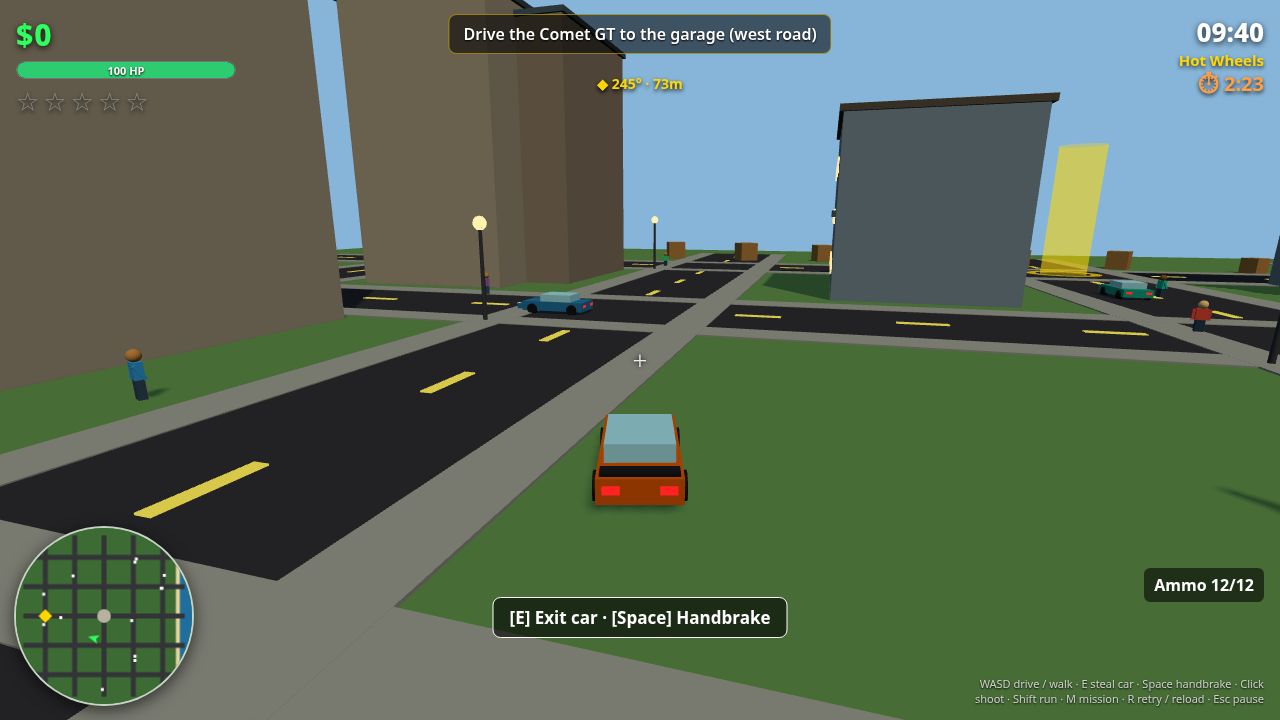 $0
100 HP
Drive the Comet GT to the garage (west road)
◆ 245° · 73m
09:40
Hot Wheels
⏱ 2:23
Ammo 12/12
[E] Exit car · [Space] Handbrake
WASD drive / walk · E steal car · Space handbrake · Click
shoot · Shift run · M mission · R retry / reload · Esc pause